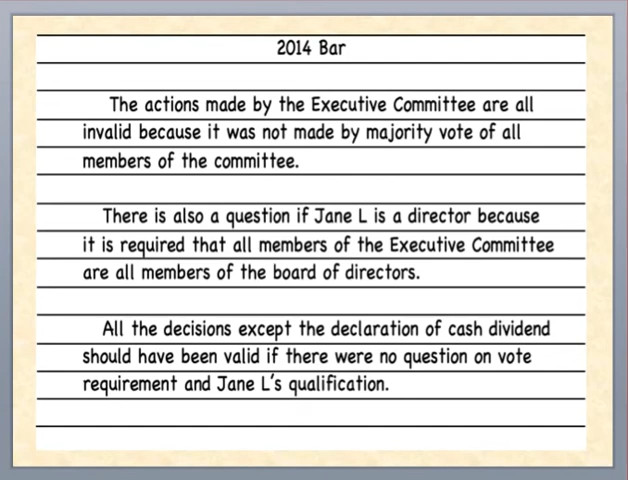 2014 Bar
The actions made by the Executive Committee are all
invalid because it was not made by majority vote of all
members of the committee.
There is also a question if Jane L is a director because
it is required that all members of the Executive Committee
are all members of the board of directors.
All the decisions except the declaration of cash dividend
should have been valid if there were no question on vote
requirement and Jane L's qualification.